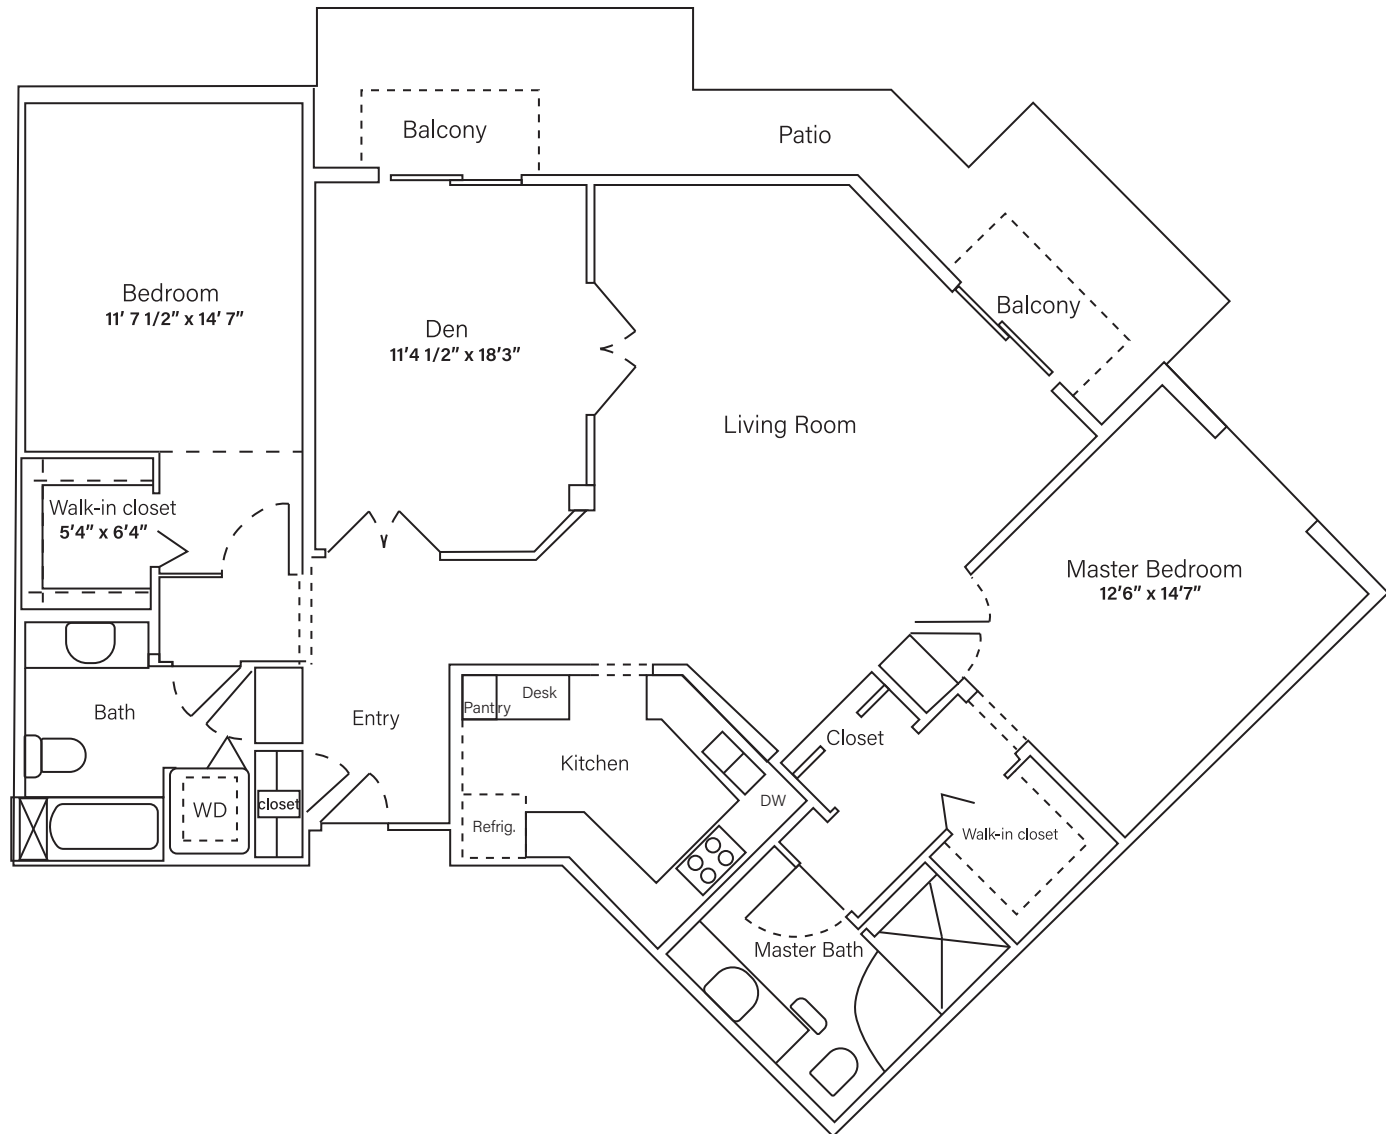 Balcony
Patio
Bedroom
11′ 7 1/2″ x 14′ 7″
Balcony
Den
11′4 1/2″ x 18′3″
Living Room
Walk-in closet
5′4″ x 6′4″
Master Bedroom
12′6″ x 14′7″
Bath
Entry
Pantry
Desk
Kitchen
Closet
WD
closet
DW
Refrig.
Walk-in closet
Master Bath